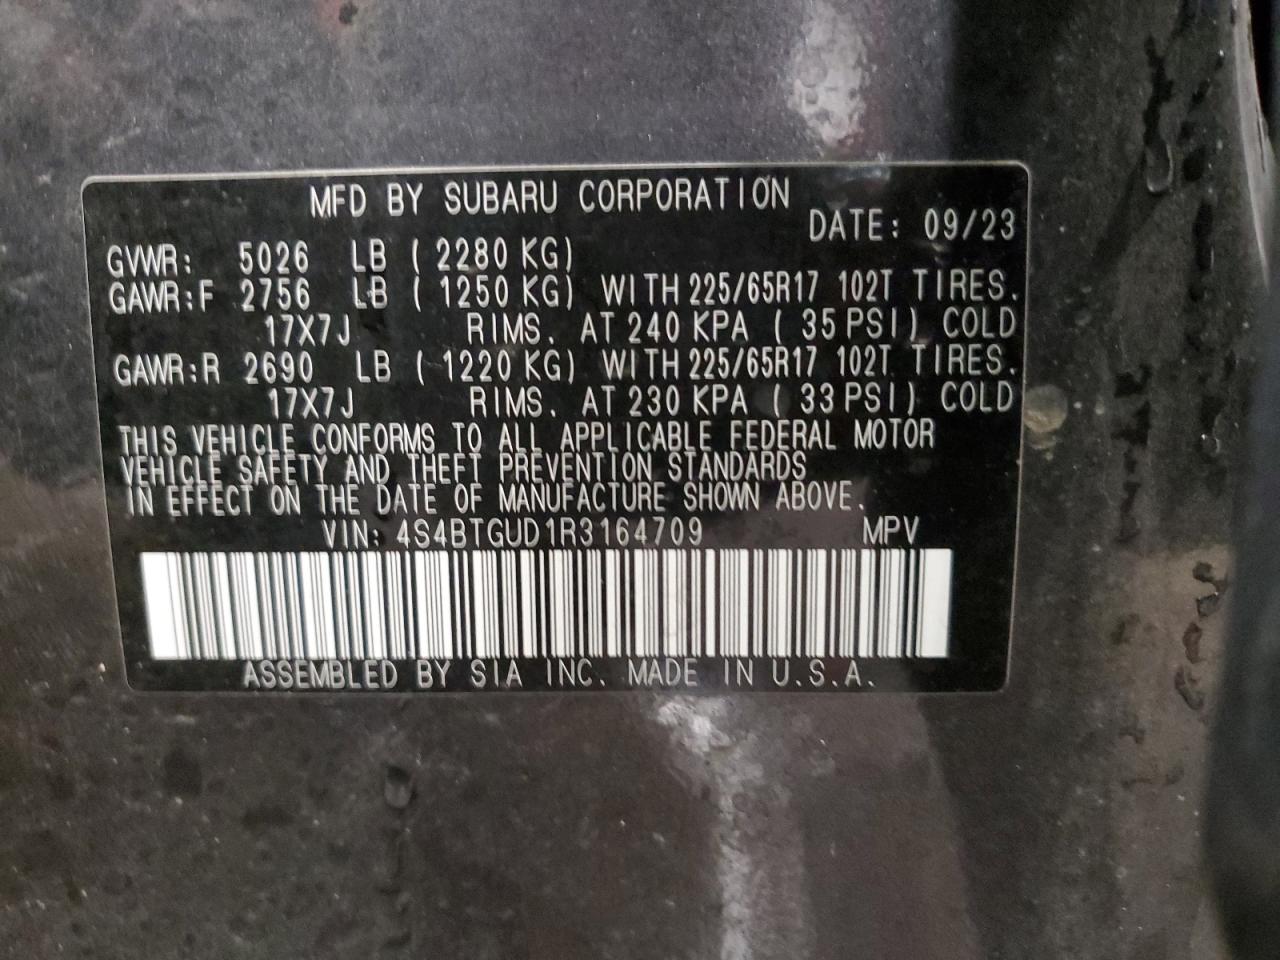 MFD BY SUBARU CORPORATION
DATE: 09/23
GVWR: 5026 LB ( 2280 KG)
GAWR:F 2756 LB ( 1250 KG) WITH 225/65R17 102T TIRES.
17X7J RIMS. AT 240 KPA ( 35 PSI) COLD
GAWR:R 2690 LB ( 1220 KG) WITH 225/65R17 102T TIRES.
17X7J RIMS. AT 230 KPA ( 33 PSI) COLD
THIS VEHICLE CONFORMS TO ALL APPLICABLE FEDERAL MOTOR
VEHICLE SAFETY AND THEFT PREVENTION STANDARDS
IN EFFECT ON THE DATE OF MANUFACTURE SHOWN ABOVE.
VIN: 4S4BTGUD1R3164709 MPV
ASSEMBLED BY SIA INC. MADE IN U.S.A.